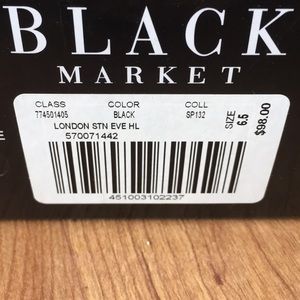 BLACK
MARKET
CLASS COLOR COLL
774501405 BLACK SP132
LONDON STN EVE HL
570071442
SIZE
6.5
$98.00
451003102237
E